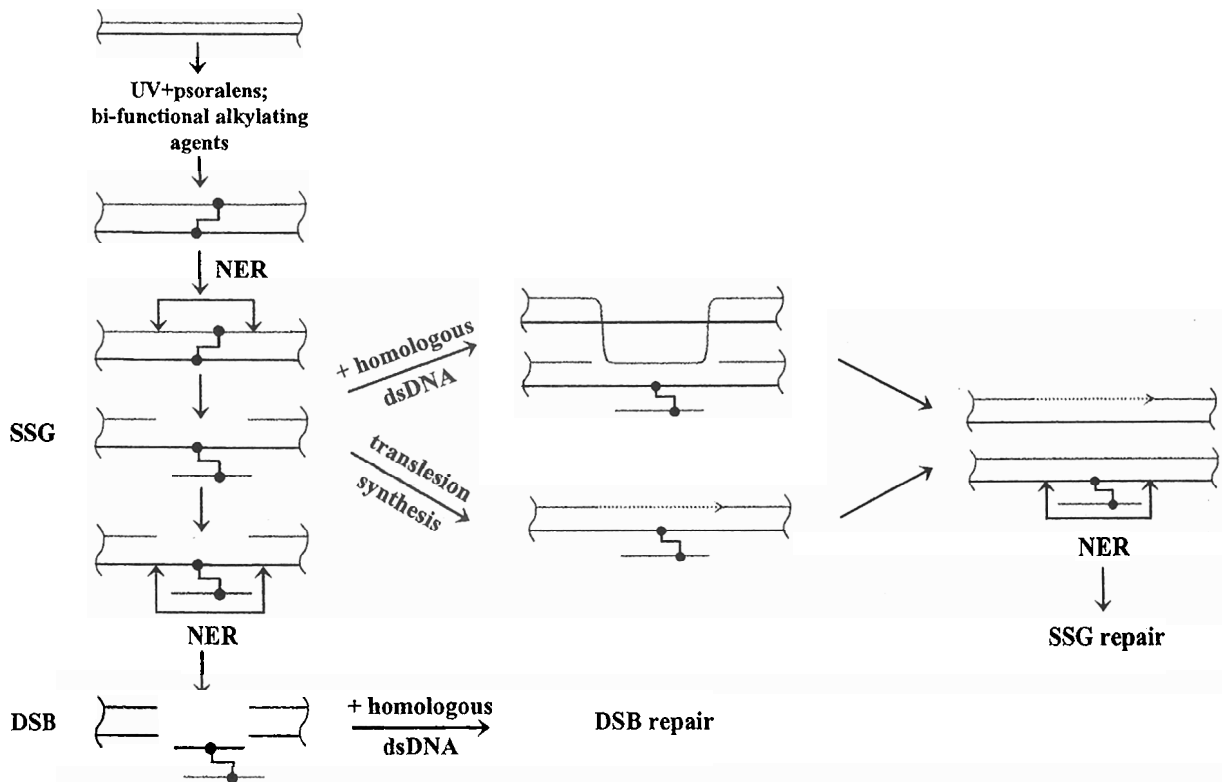 UV+psoralens;
bi-functional alkylating
agents
NER
SSG
+ homologous
dsDNA
translesion
synthesis
NER
SSG repair
NER
DSB
+ homologous
dsDNA
DSB repair